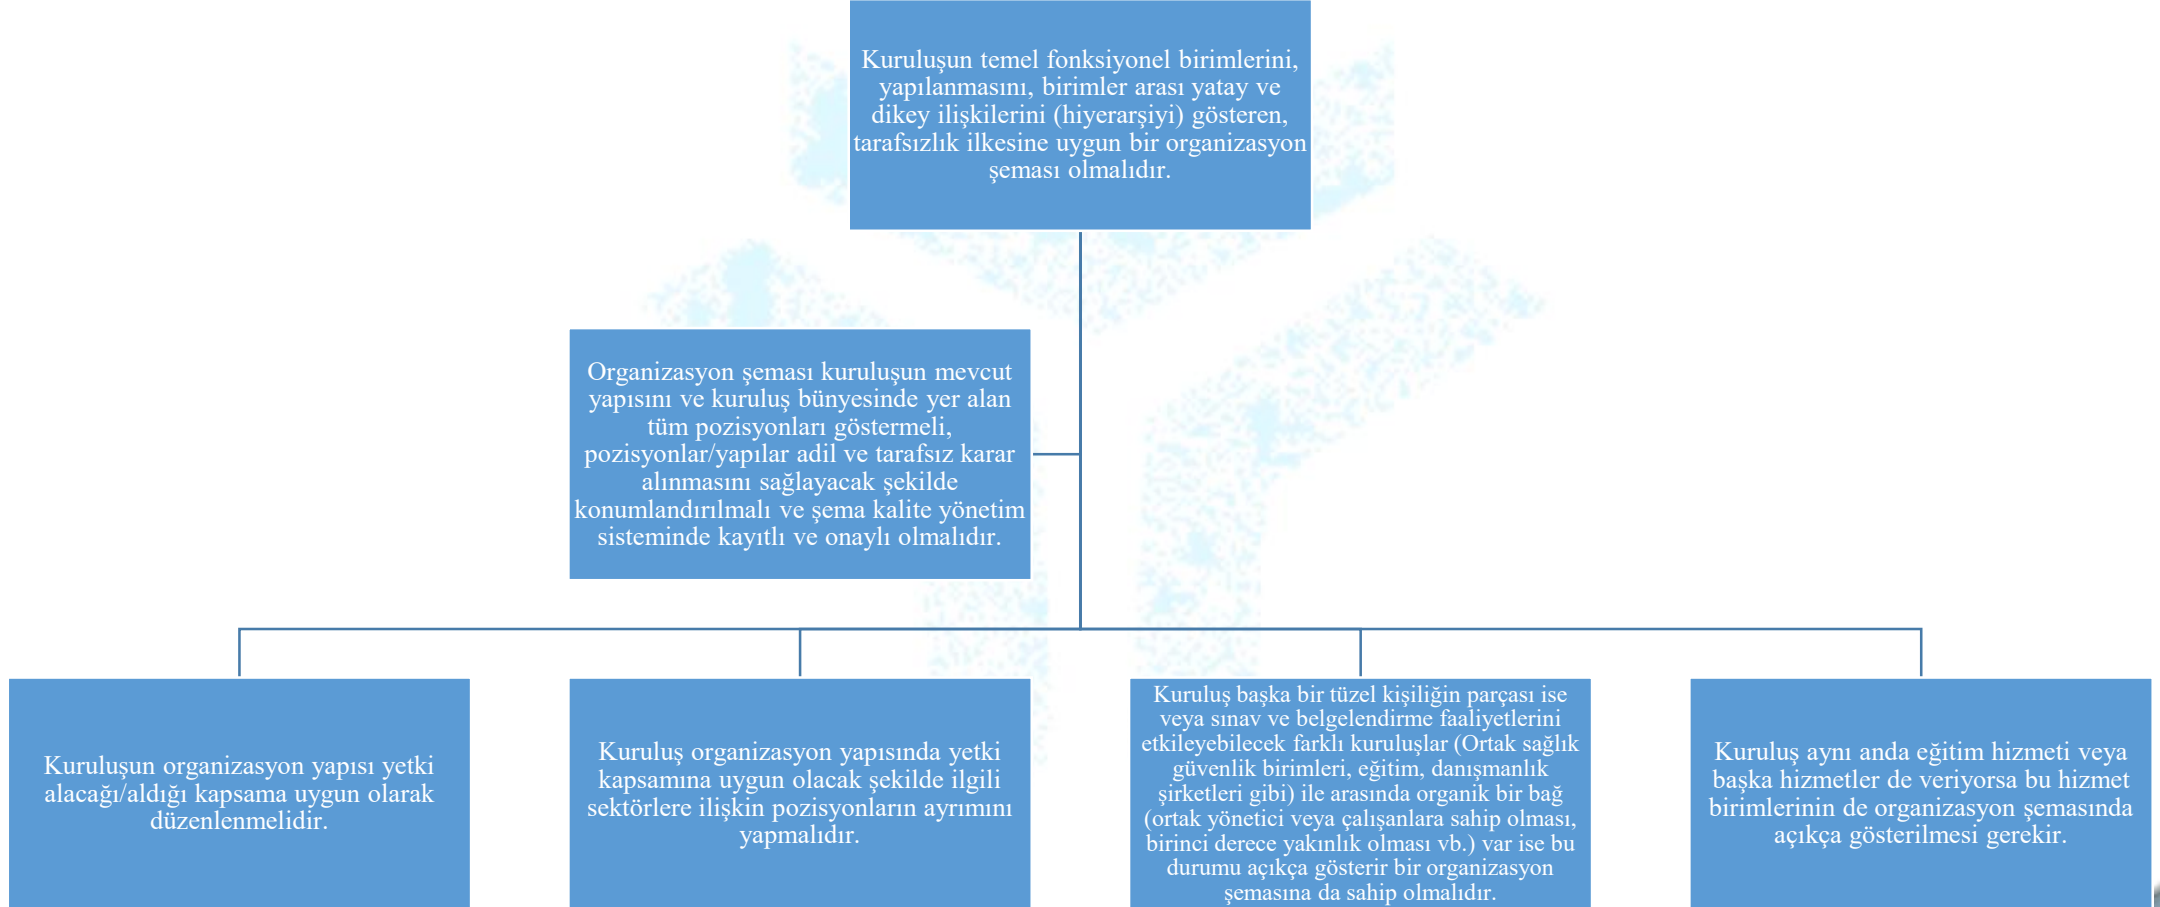 Kuruluşun temel fonksiyonel birimlerini,
yapılanmasını, birimler arası yatay ve
dikey ilişkilerini (hiyerarşiyi) gösteren,
tarafsızlık ilkesine uygun bir organizasyon
şeması olmalıdır.
Organizasyon şeması kuruluşun mevcut
yapısını ve kuruluş bünyesinde yer alan
tüm pozisyonları göstermeli,
pozisyonlar/yapılar adil ve tarafsız karar
alınmasını sağlayacak şekilde
konumlandırılmalı ve şema kalite yönetim
sisteminde kayıtlı ve onaylı olmalıdır.
Kuruluşun organizasyon yapısı yetki
alacağı/aldığı kapsama uygun olarak
düzenlenmelidir.
Kuruluş organizasyon yapısında yetki
kapsamına uygun olacak şekilde ilgili
sektörlere ilişkin pozisyonların ayrımını
yapmalıdır.
Kuruluş başka bir tüzel kişiliğin parçası ise
veya sınav ve belgelendirme faaliyetlerini
etkileyebilecek farklı kuruluşlar (Ortak sağlık
güvenlik birimleri, eğitim, danışmanlık
şirketleri gibi) ile arasında organik bir bağ
(ortak yönetici veya çalışanlara sahip olması,
birinci derece yakınlık olması vb.) var ise bu
durumu açıkça gösterir bir organizasyon
şemasına da sahip olmalıdır.
Kuruluş aynı anda eğitim hizmeti veya
başka hizmetler de veriyorsa bu hizmet
birimlerinin de organizasyon şemasında
açıkça gösterilmesi gerekir.